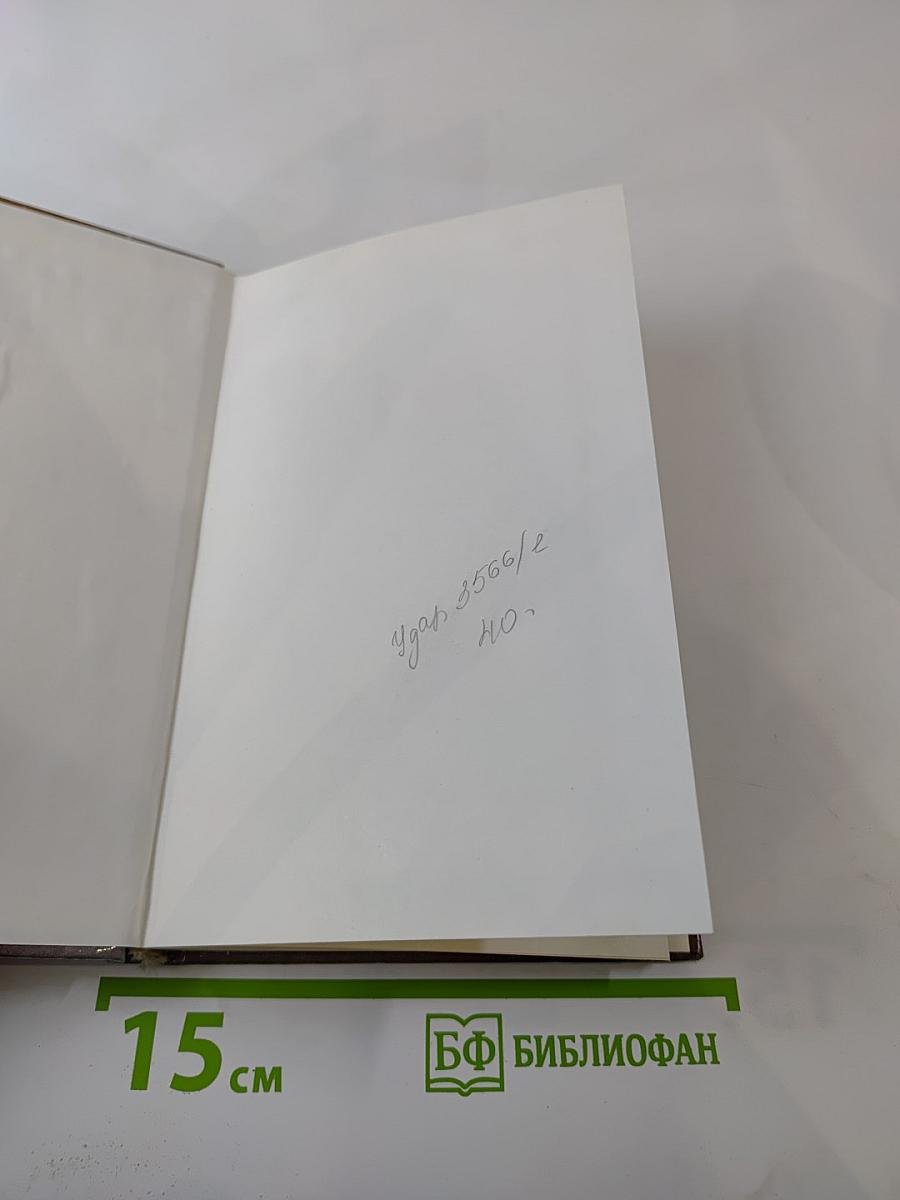 Удар 3566/2
40-
15 см
БФ БИБЛИОФАН